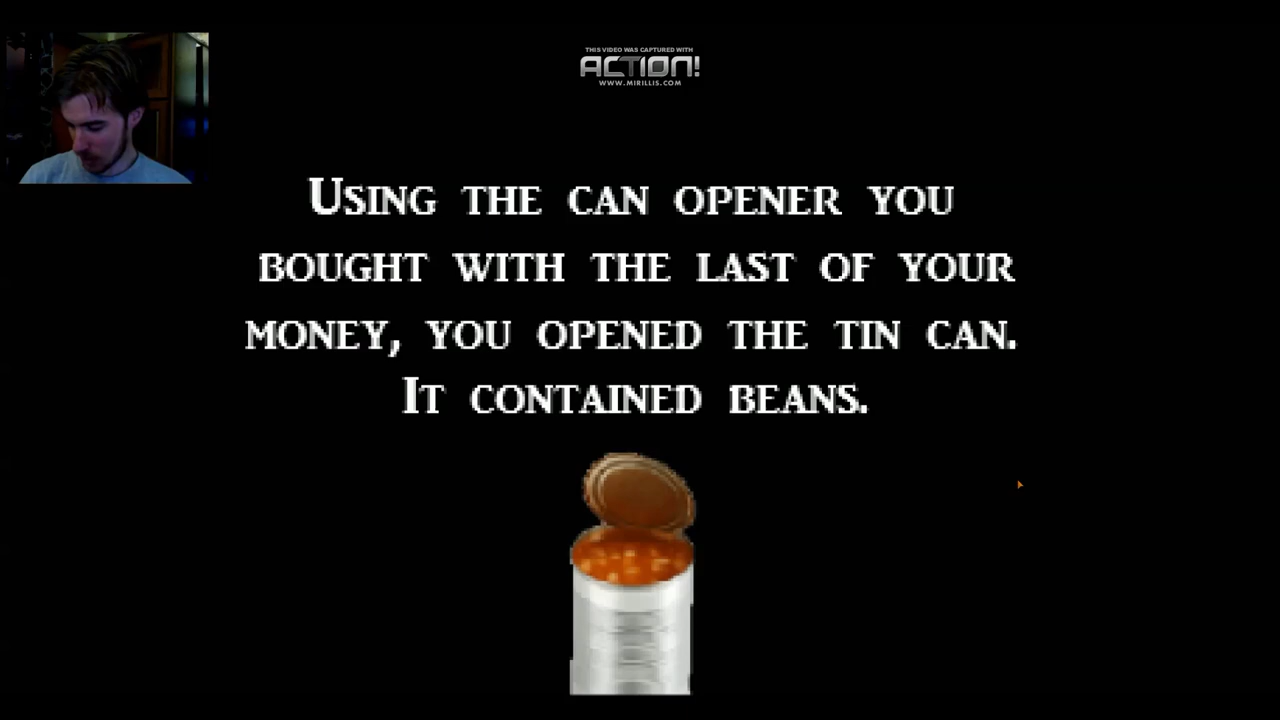 THIS VIDEO WAS CAPTURED WITH
ACTION!
WWW.MIRILLIS.COM
USING THE CAN OPENER YOU
BOUGHT WITH THE LAST OF YOUR
MONEY, YOU OPENED THE TIN CAN.
IT CONTAINED BEANS.